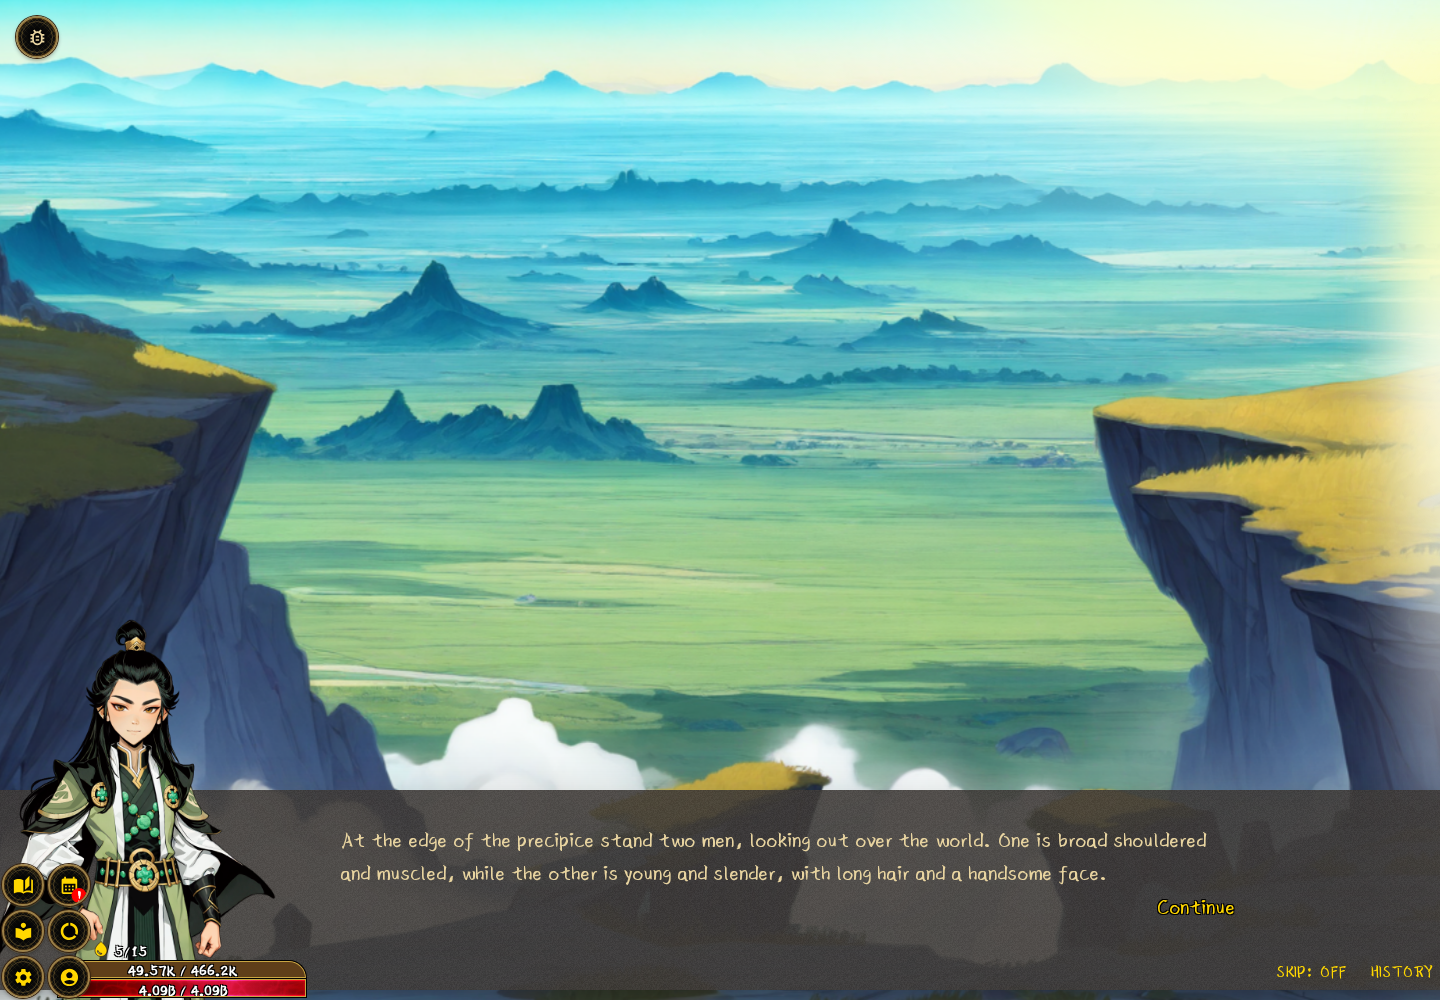 At the edge of the precipice stand two men, looking out over the world. One is broad shouldered
and muscled, while the other is young and slender, with long hair and a handsome face.
Continue
5/15
49.57K / 466.2K
4.09B / 4.09B
SKIP: OFF
HISTORY